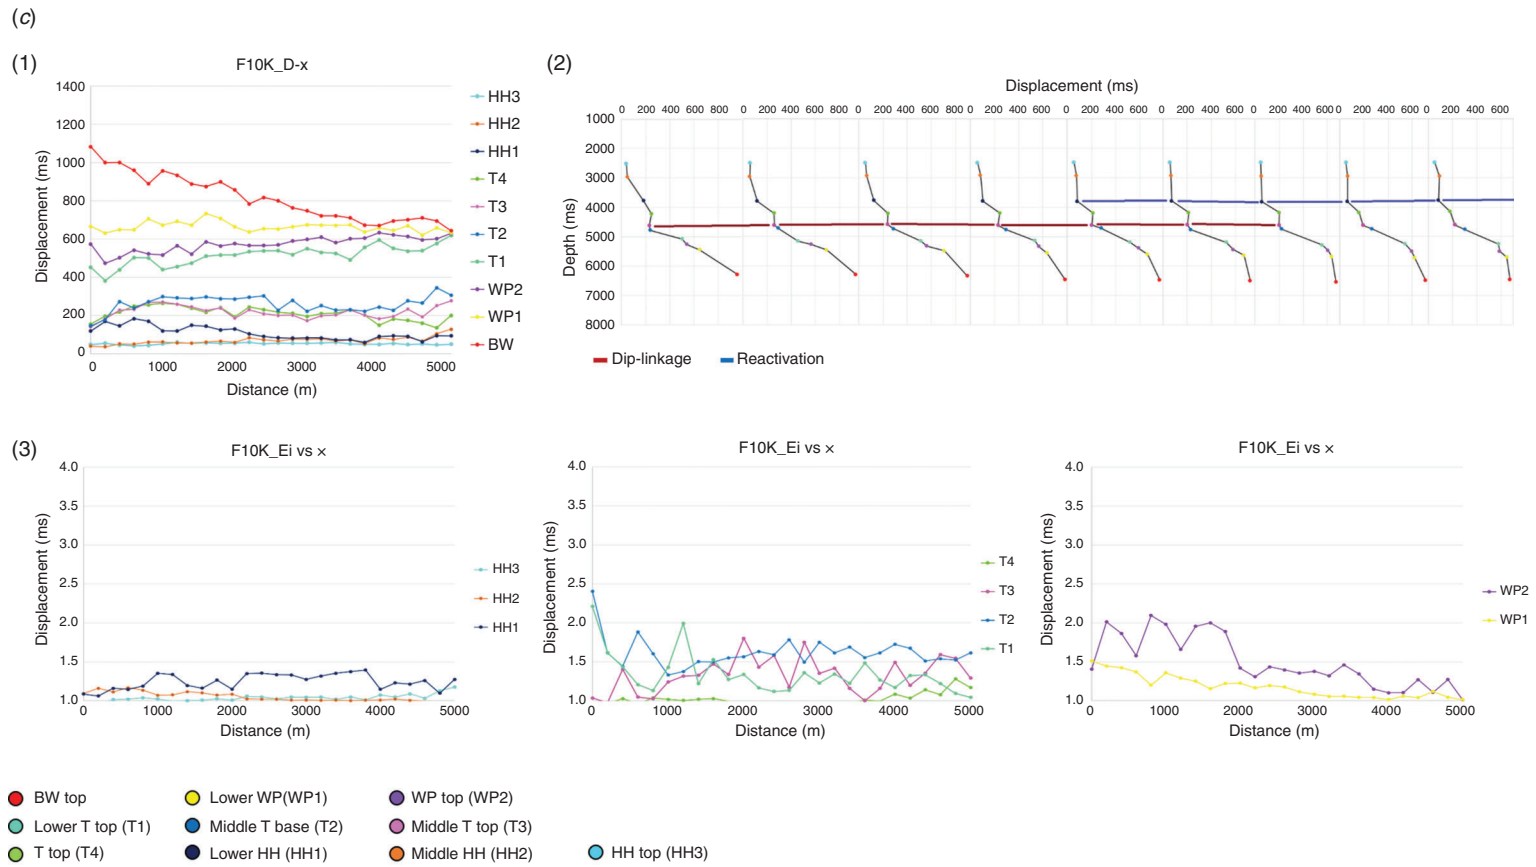 (c)
(1)
F10K_D-x
Displacement (ms)
1400
1200
1000
800
600
400
200
0
0 1000 2000 3000 4000 5000
Distance (m)
HH3
HH2
HH1
T4
T3
T2
T1
WP2
WP1
BW
(2)
Displacement (ms)
0 200 400 600 800 0 200 400 600 800 0 200 400 600 800 0 200 400 600 0 200 400 600 0 200 400 600 0 200 400 600 0 200 400 600 0 200 400 600
Depth (ms)
1000
2000
3000
4000
5000
6000
7000
8000
Dip-linkage Reactivation
(3)
F10K_Ei vs ×
Displacement (ms)
4.0
3.5
3.0
2.5
2.0
1.5
1.0
0 1000 2000 3000 4000 5000
Distance (m)
HH3
HH2
HH1
F10K_Ei vs ×
Displacement (ms)
4.0
3.5
3.0
2.5
2.0
1.5
1.0
0 1000 2000 3000 4000 5000
Distance (m)
T4
T3
T2
T1
F10K_Ei vs ×
Displacement (ms)
4.0
3.5
3.0
2.5
2.0
1.5
1.0
0 1000 2000 3000 4000 5000
Distance (m)
WP2
WP1
BW top Lower WP(WP1) WP top (WP2)
Lower T top (T1) Middle T base (T2) Middle T top (T3)
T top (T4) Lower HH (HH1) Middle HH (HH2) HH top (HH3)